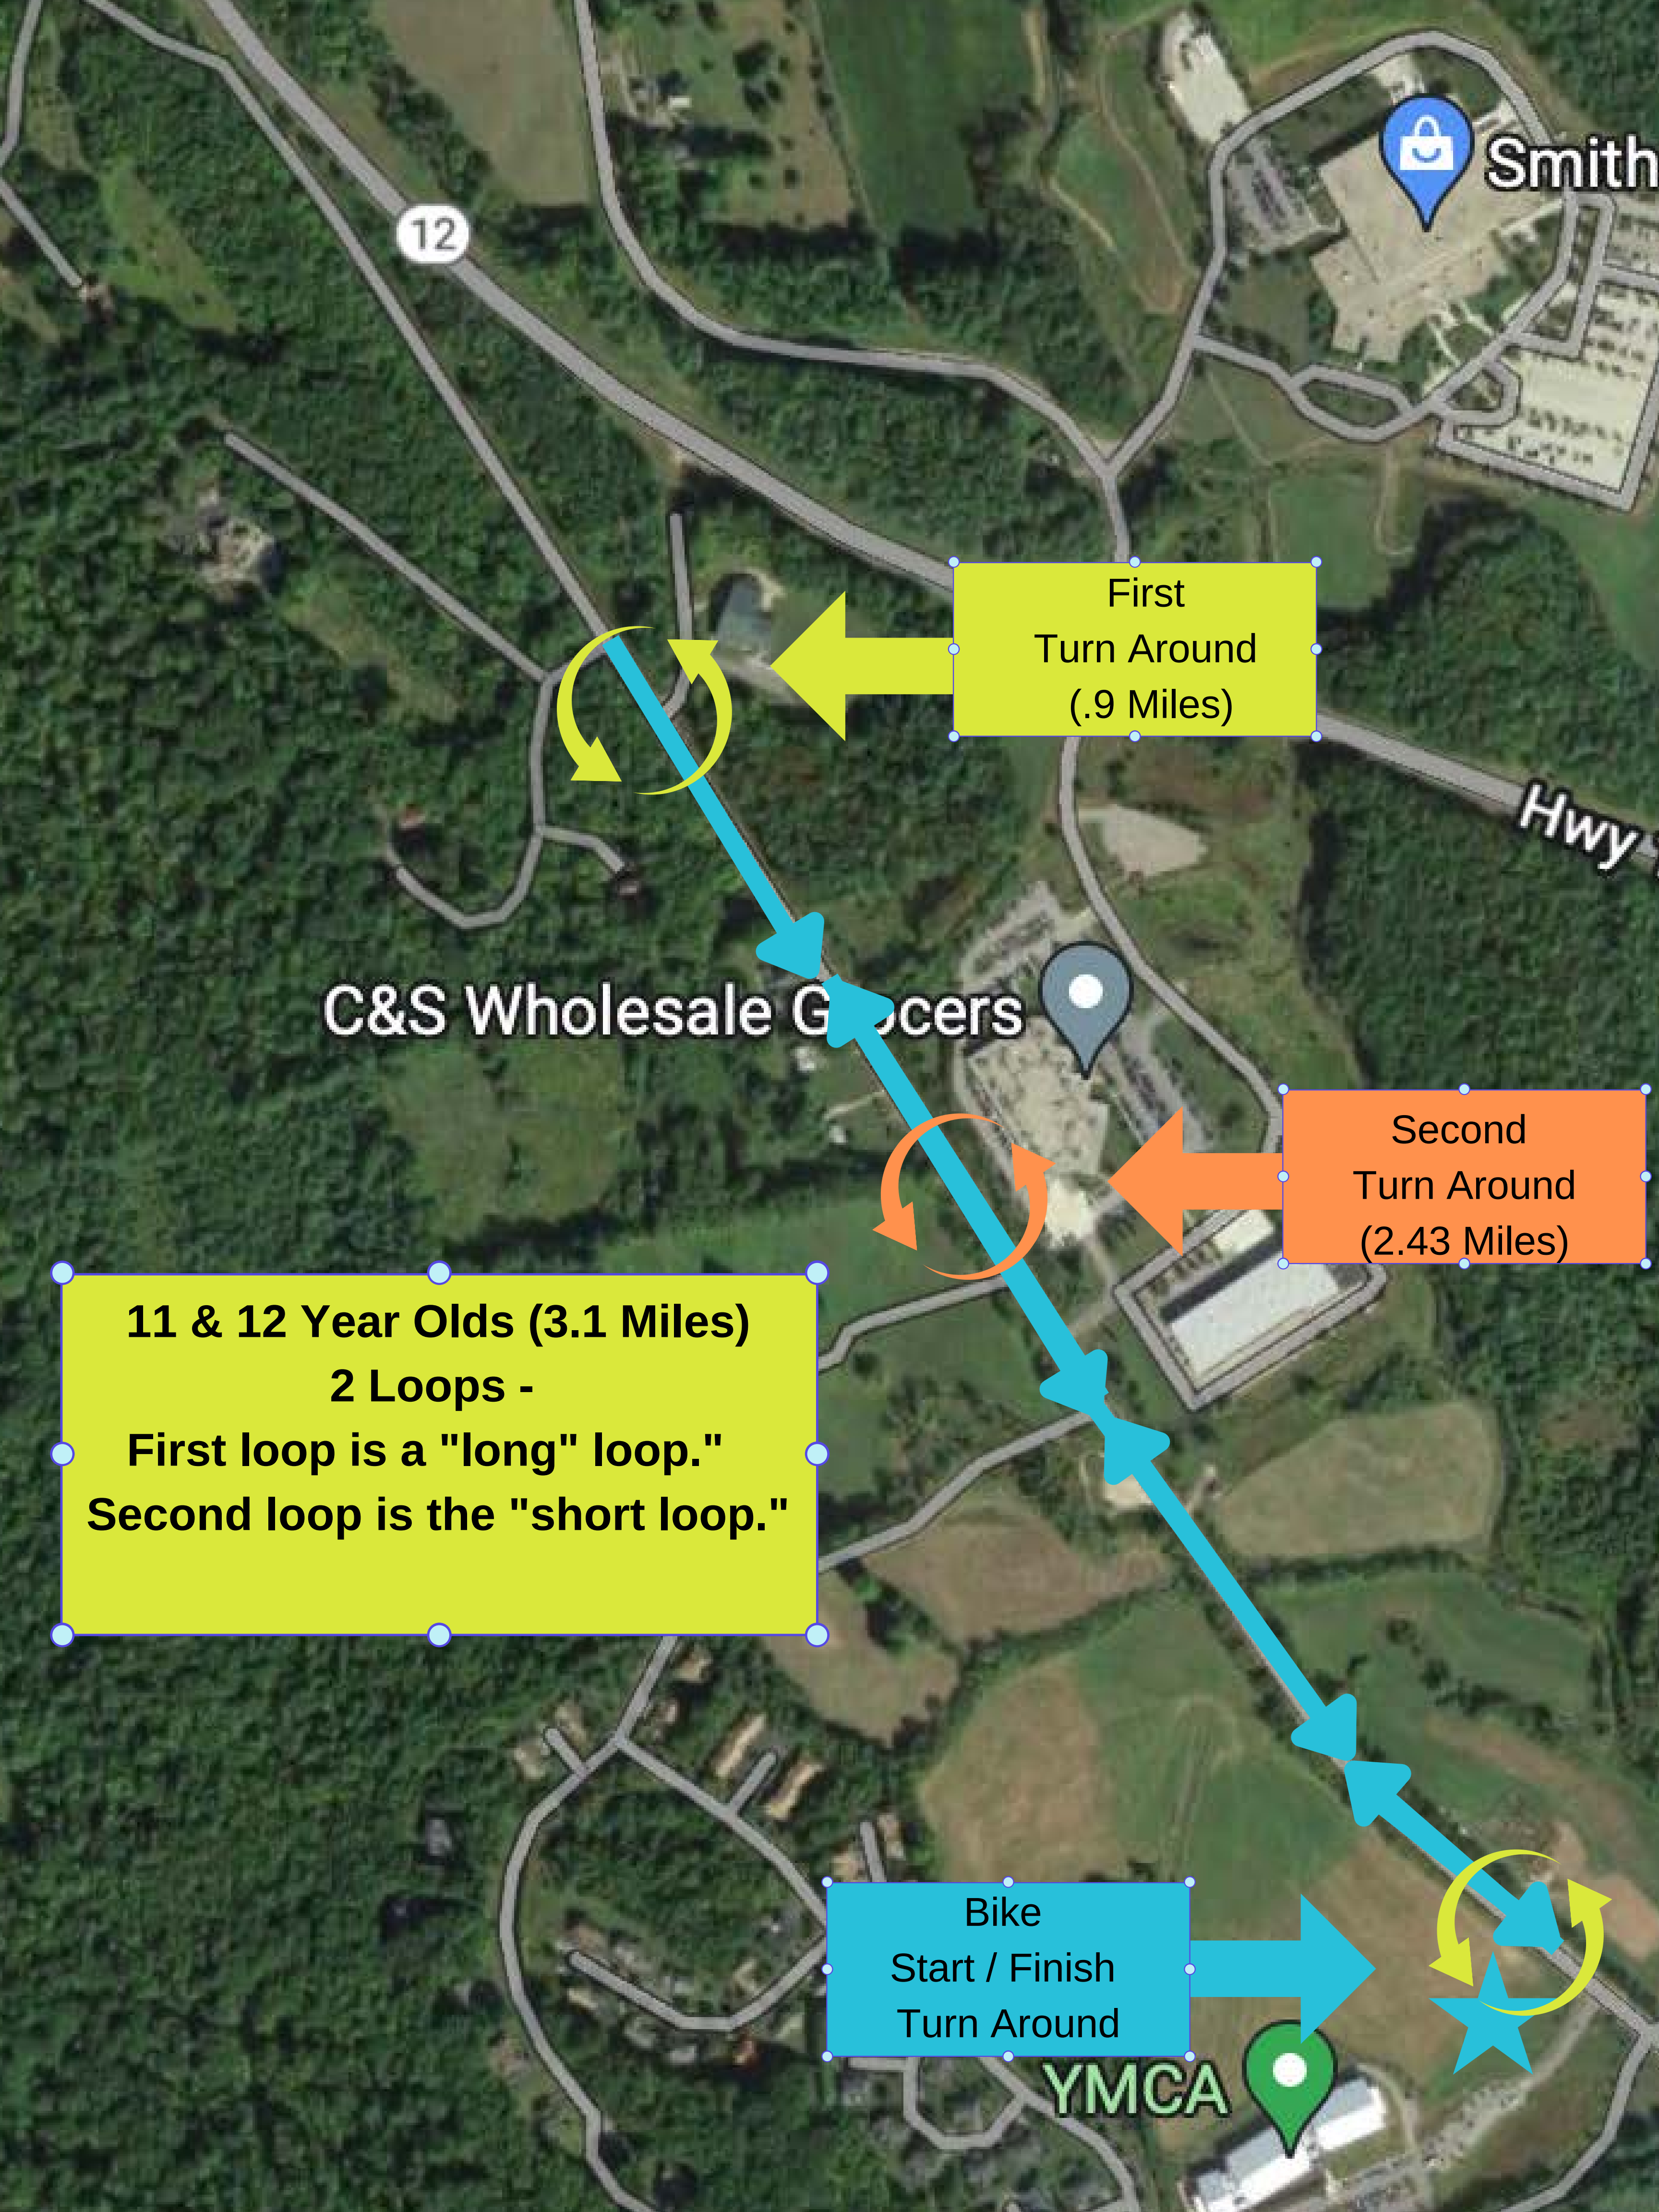 Smith
12
First
Turn Around
(.9 Miles)
Hwy
C&S Wholesale Grocers
Second
Turn Around
(2.43 Miles)
11 & 12 Year Olds (3.1 Miles)
2 Loops -
First loop is a "long" loop."
Second loop is the "short loop."
Bike
Start / Finish
Turn Around
YMCA